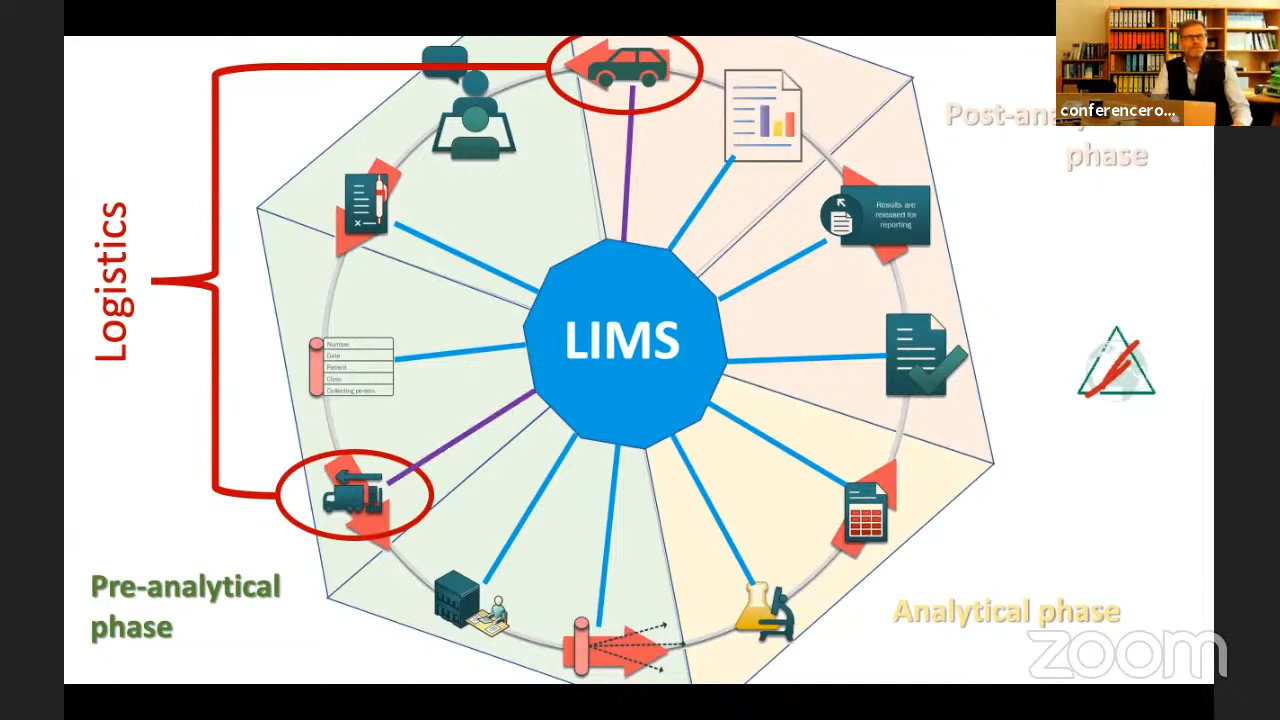 conferencero...
Post-ana
phase
Results are
released for
reporting
Logistics
LIMS
Number
Date
Patient
Clinic
Collecting person
Pre-analytical
phase
Analytical phase
zoom